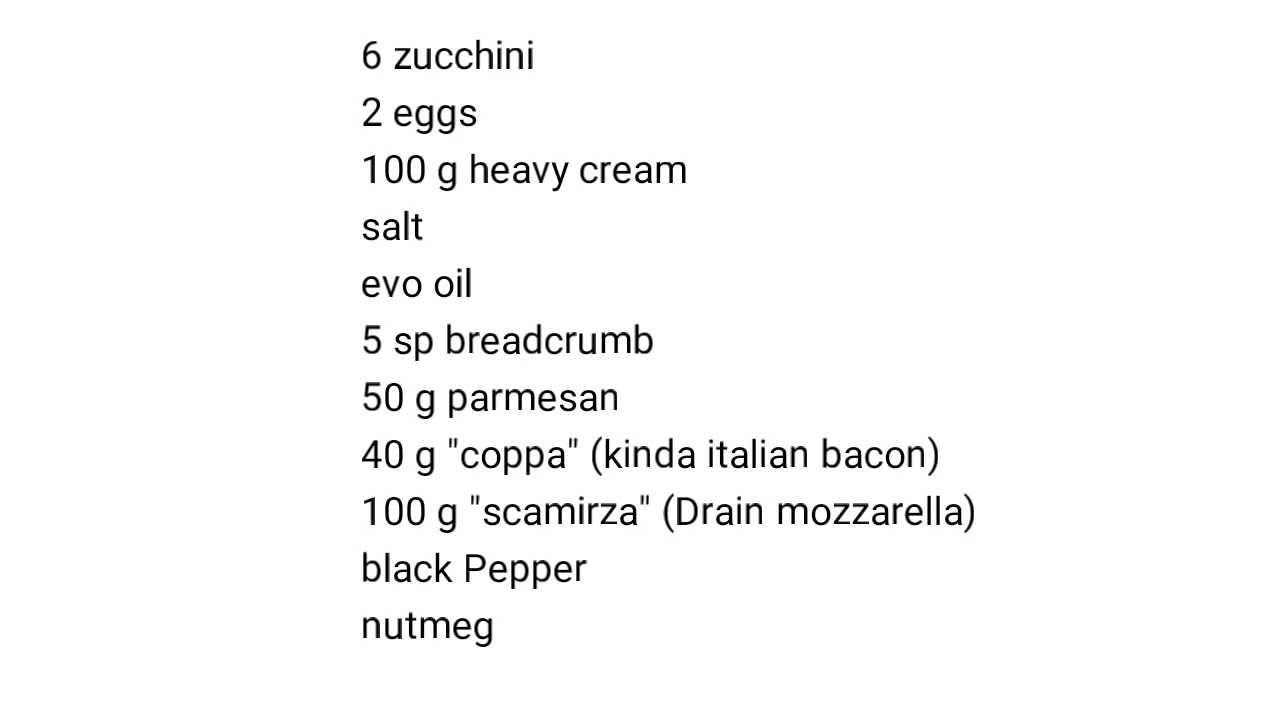 6 zucchini
2 eggs
100 g heavy cream
salt
evo oil
5 sp breadcrumb
50 g parmesan
40 g "coppa" (kinda italian bacon)
100 g "scamirza" (Drain mozzarella)
black Pepper
nutmeg